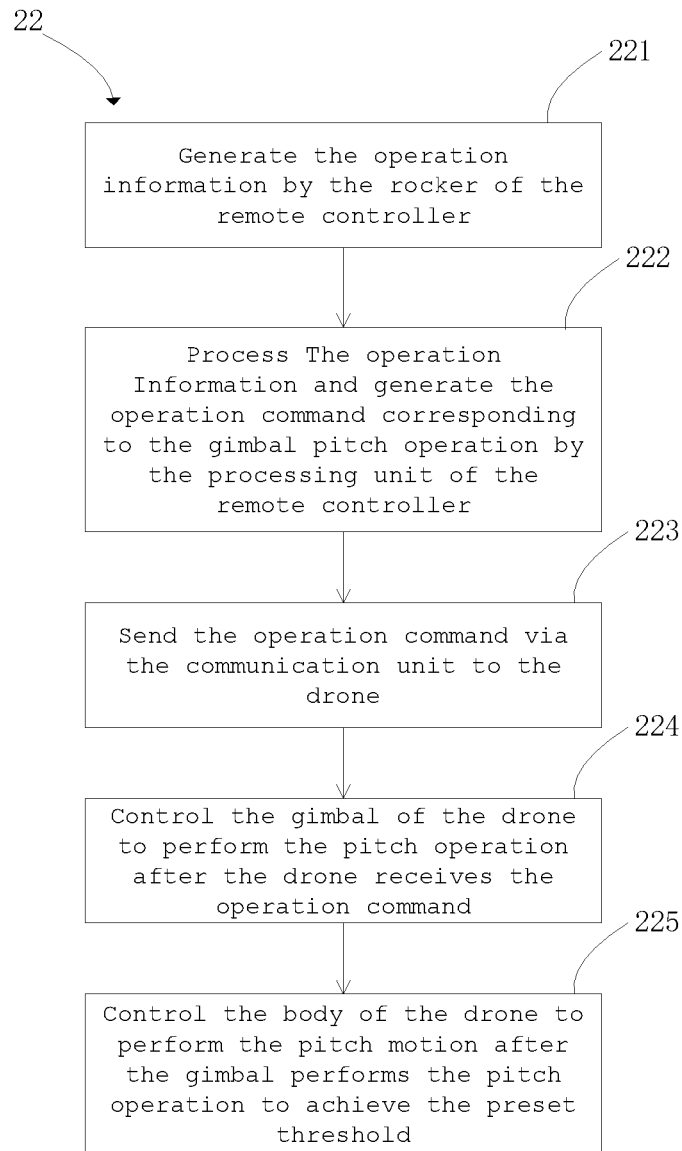 22
221
Generate the operation
information by the rocker of the
remote controller
222
Process The operation
Information and generate the
operation command corresponding
to the gimbal pitch operation by
the processing unit of the
remote controller
223
Send the operation command via
the communication unit to the
drone
224
Control the gimbal of the drone
to perform the pitch operation
after the drone receives the
operation command
225
Control the body of the drone to
perform the pitch motion after
the gimbal performs the pitch
operation to achieve the preset
threshold